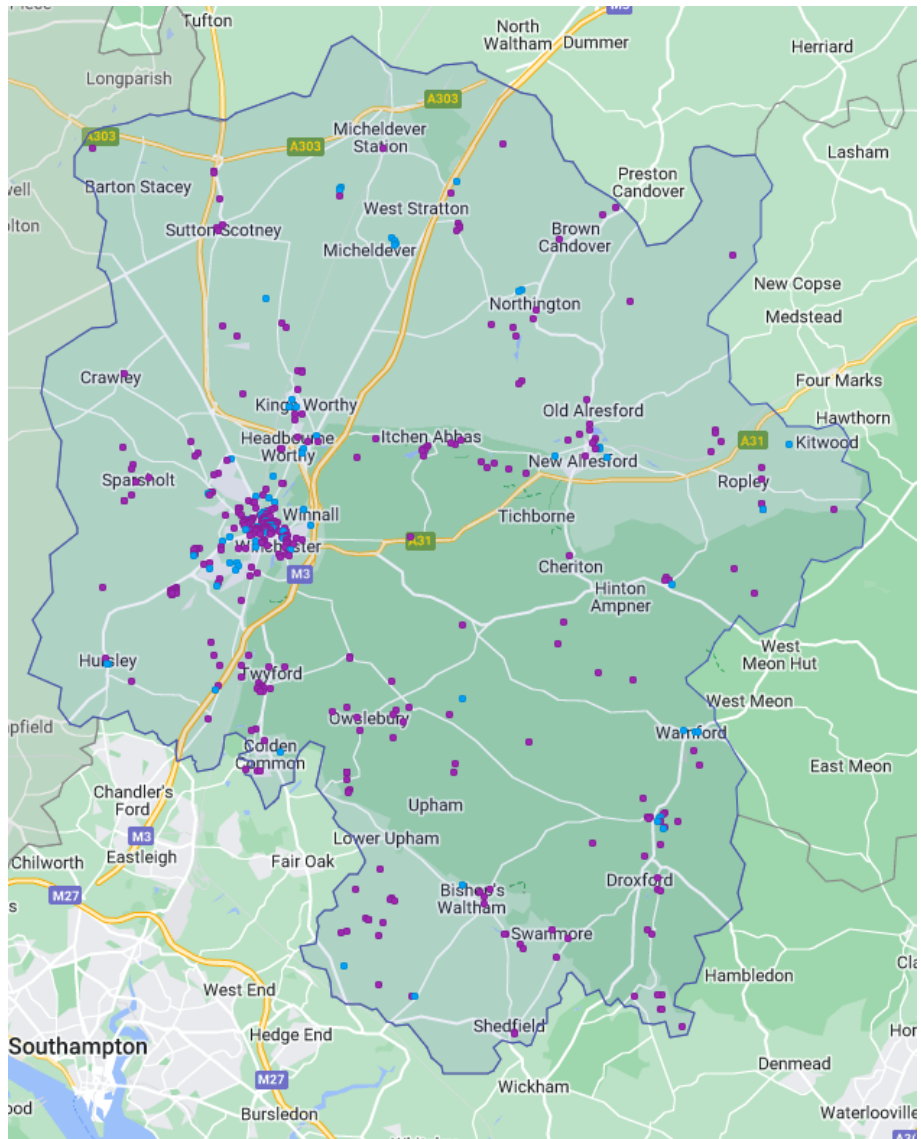 Tufton
North
Waltham
Dummer
M3
Herriard
Longparish
A303
A303
A303
Micheldever
Station
Lasham
Preston
Candover
Barton Stacey
West Stratton
Sutton Scotney
Micheldever
Brown
Candover
New Copse
Northington
Medstead
Crawley
Four Marks
Kings Worthy
Old Alresford
Hawthorn
Headbourne
Worthy
Itchen Abbas
A31
Kitwood
New Alresford
Sparsholt
Ropley
Winnall
Tichborne
Winchester
A31
Cheriton
M3
Hinton
Ampner
Hursley
West
Meon Hut
Twyford
West Meon
Owslebury
Warnford
Colden
Common
East Meon
Chandler's
Ford
Upham
M3
Lower Upham
Chilworth
Eastleigh
Fair Oak
M27
Bishop's
Waltham
Droxford
Swanmore
Hambledon
West End
Hedge End
Shedfield
Southampton
M27
Denmead
Wickham
Bursledon
Waterlooville